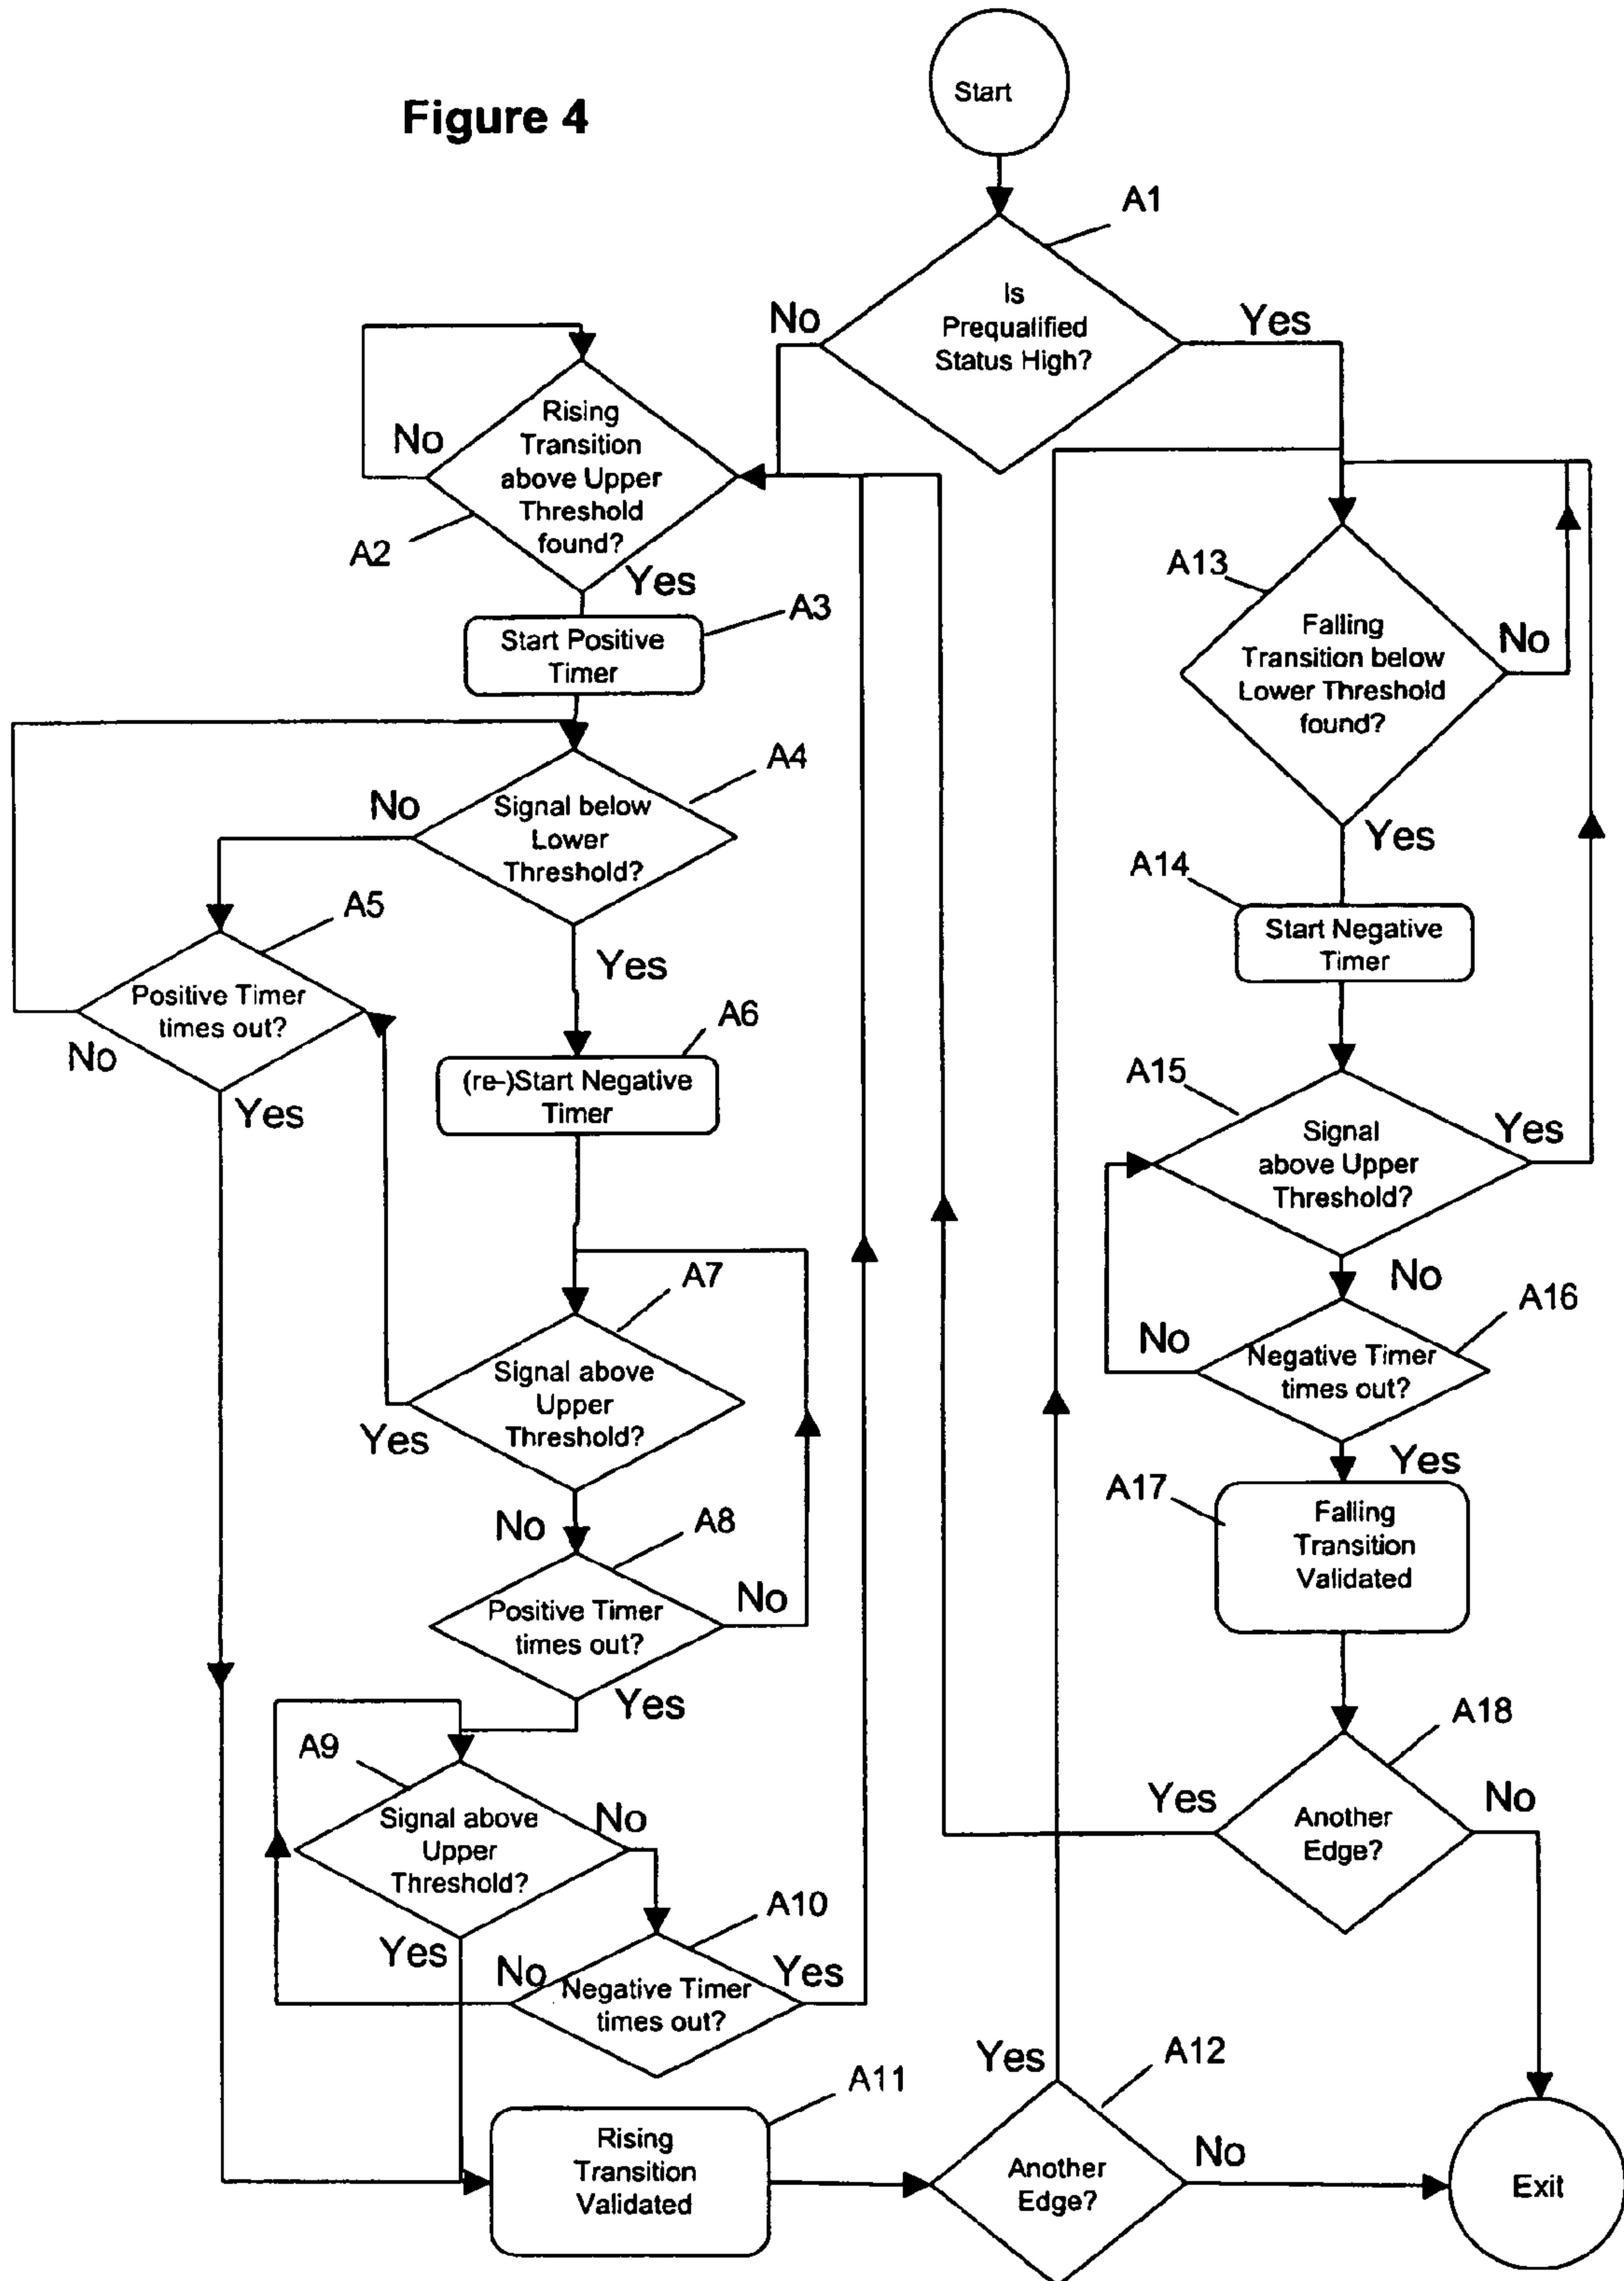 Figure 4
Start
A1
Is
Prequalified
Status High?
No
Yes
Rising
Transition
above Upper
Threshold
found?
No
A2
Yes
Start Positive
Timer
A3
Signal below
Lower
Threshold?
A4
No
Yes
A5
Positive Timer
times out?
No
Yes
A6
(re-)Start Negative
Timer
A7
Signal above
Upper
Threshold?
Yes
No
A8
Positive Timer
times out?
No
Yes
A9
Signal above
Upper
Threshold?
No
Yes
A10
Negative Timer
times out?
No
Yes
A11
Rising
Transition
Validated
A12
Another
Edge?
Yes
No
A13
Falling
Transition below
Lower Threshold
found?
No
Yes
A14
Start Negative
Timer
A15
Signal
above Upper
Threshold?
Yes
No
A16
Negative Timer
times out?
No
Yes
A17
Falling
Transition
Validated
A18
Another
Edge?
Yes
No
Exit